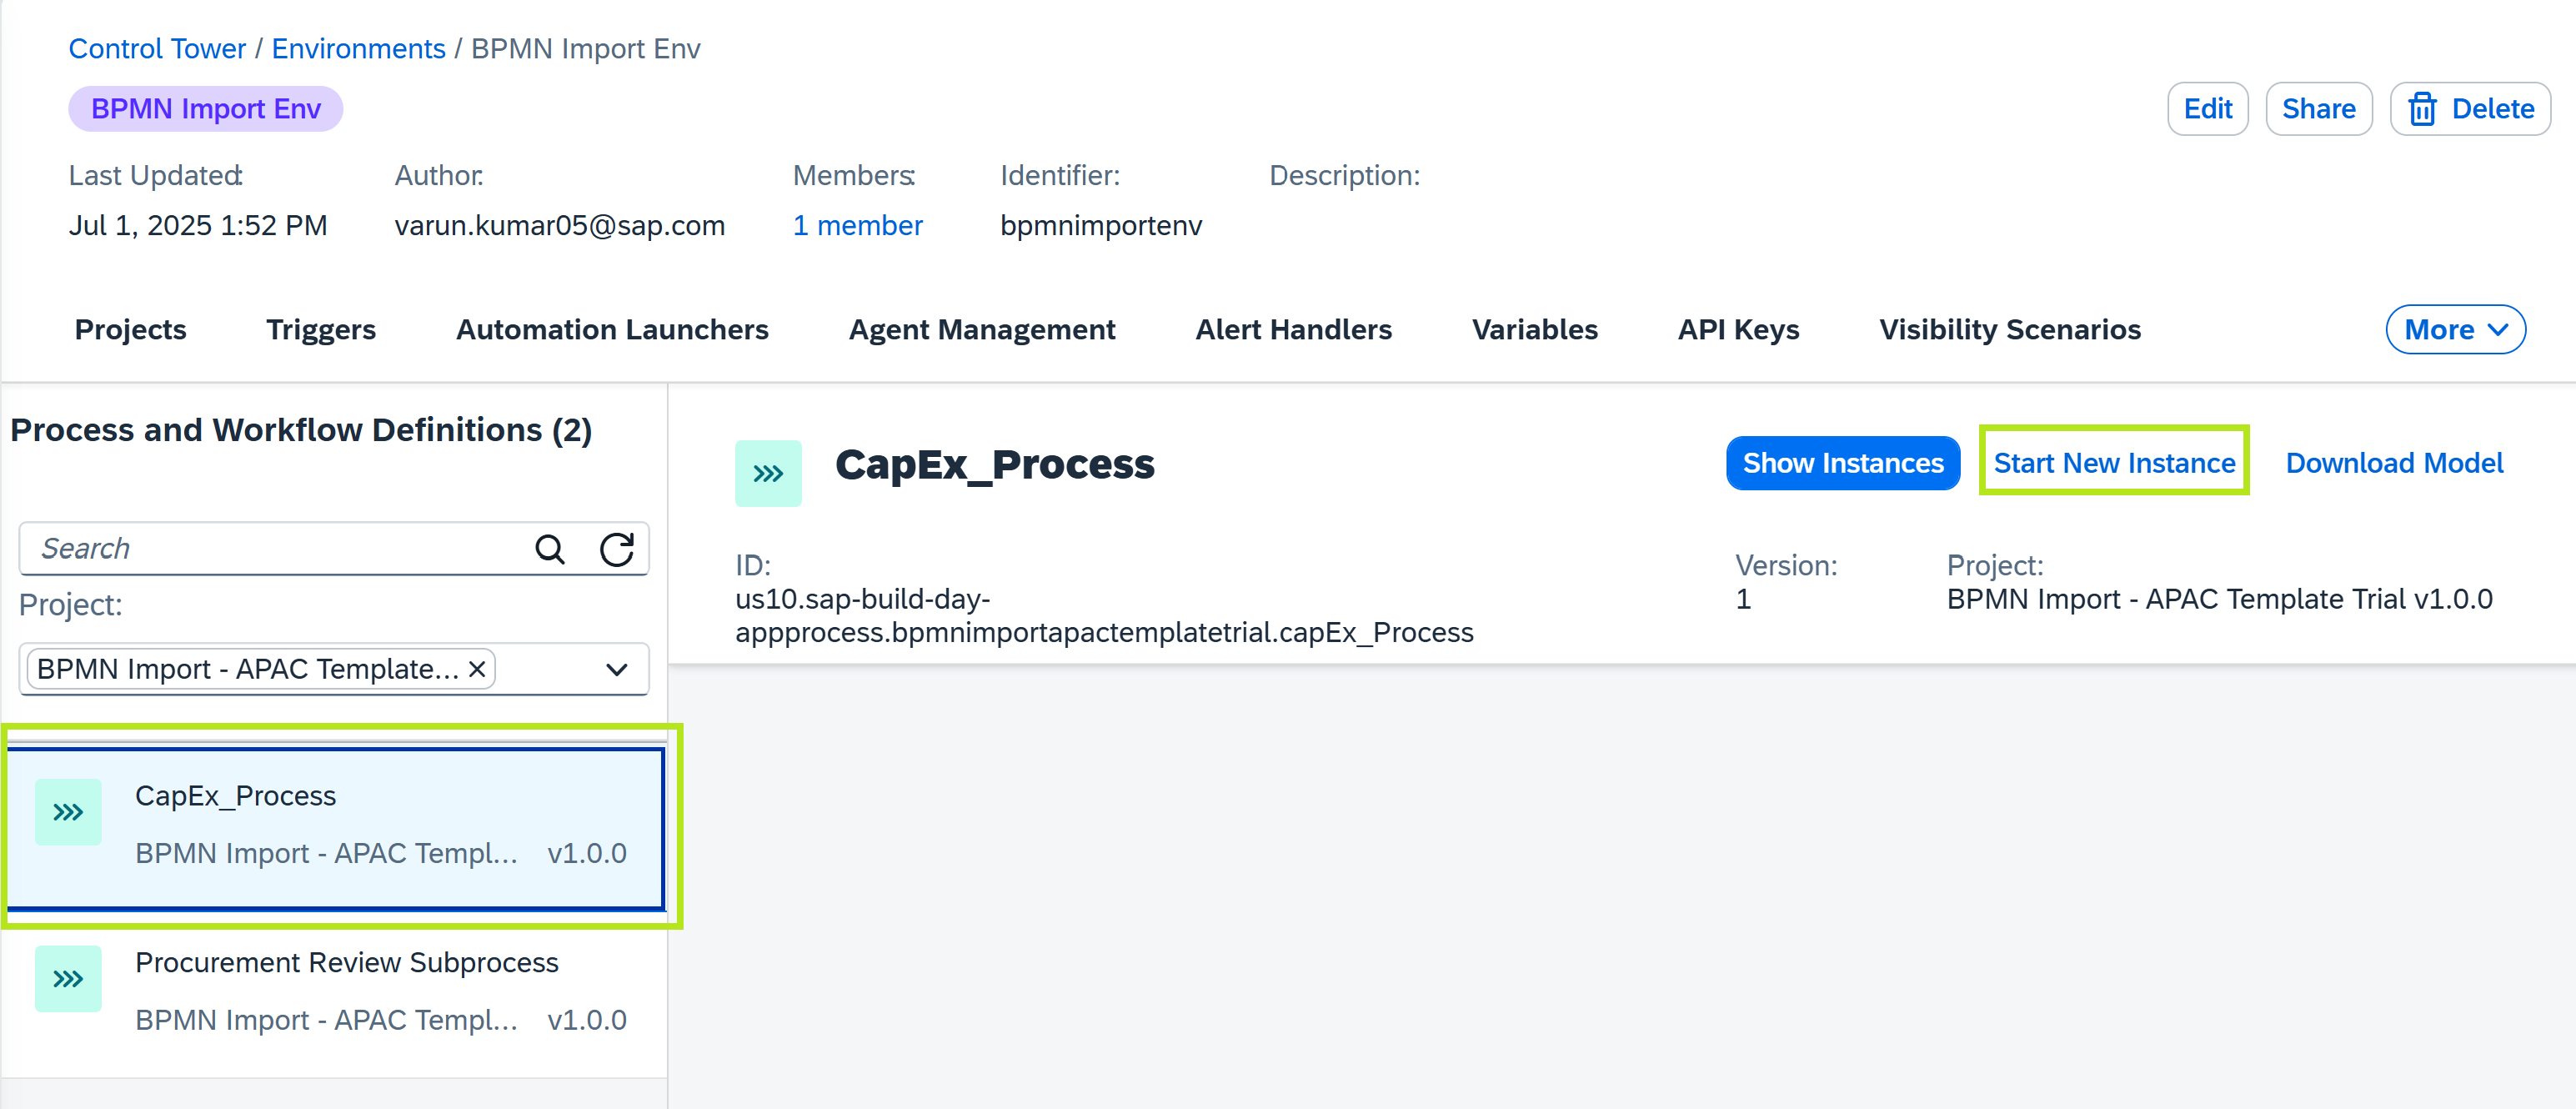 Control Tower / Environments / BPMN Import Env
BPMN Import Env
Edit
Share
Delete
Last Updated:
Author:
Members:
Identifier:
Description:
Jul 1, 2025 1:52 PM
varun.kumar05@sap.com
1 member
bpmnimportenv
Projects
Triggers
Automation Launchers
Agent Management
Alert Handlers
Variables
API Keys
Visibility Scenarios
More
Process and Workflow Definitions (2)
Search
Project:
BPMN Import - APAC Template...
CapEx_Process
BPMN Import - APAC Templ... v1.0.0
Procurement Review Subprocess
BPMN Import - APAC Templ... v1.0.0
CapEx_Process
Show Instances
Start New Instance
Download Model
ID:
us10.sap-build-day-
appprocess.bpmnimportapactemplatetrial.capEx_Process
Version:
1
Project:
BPMN Import - APAC Template Trial v1.0.0